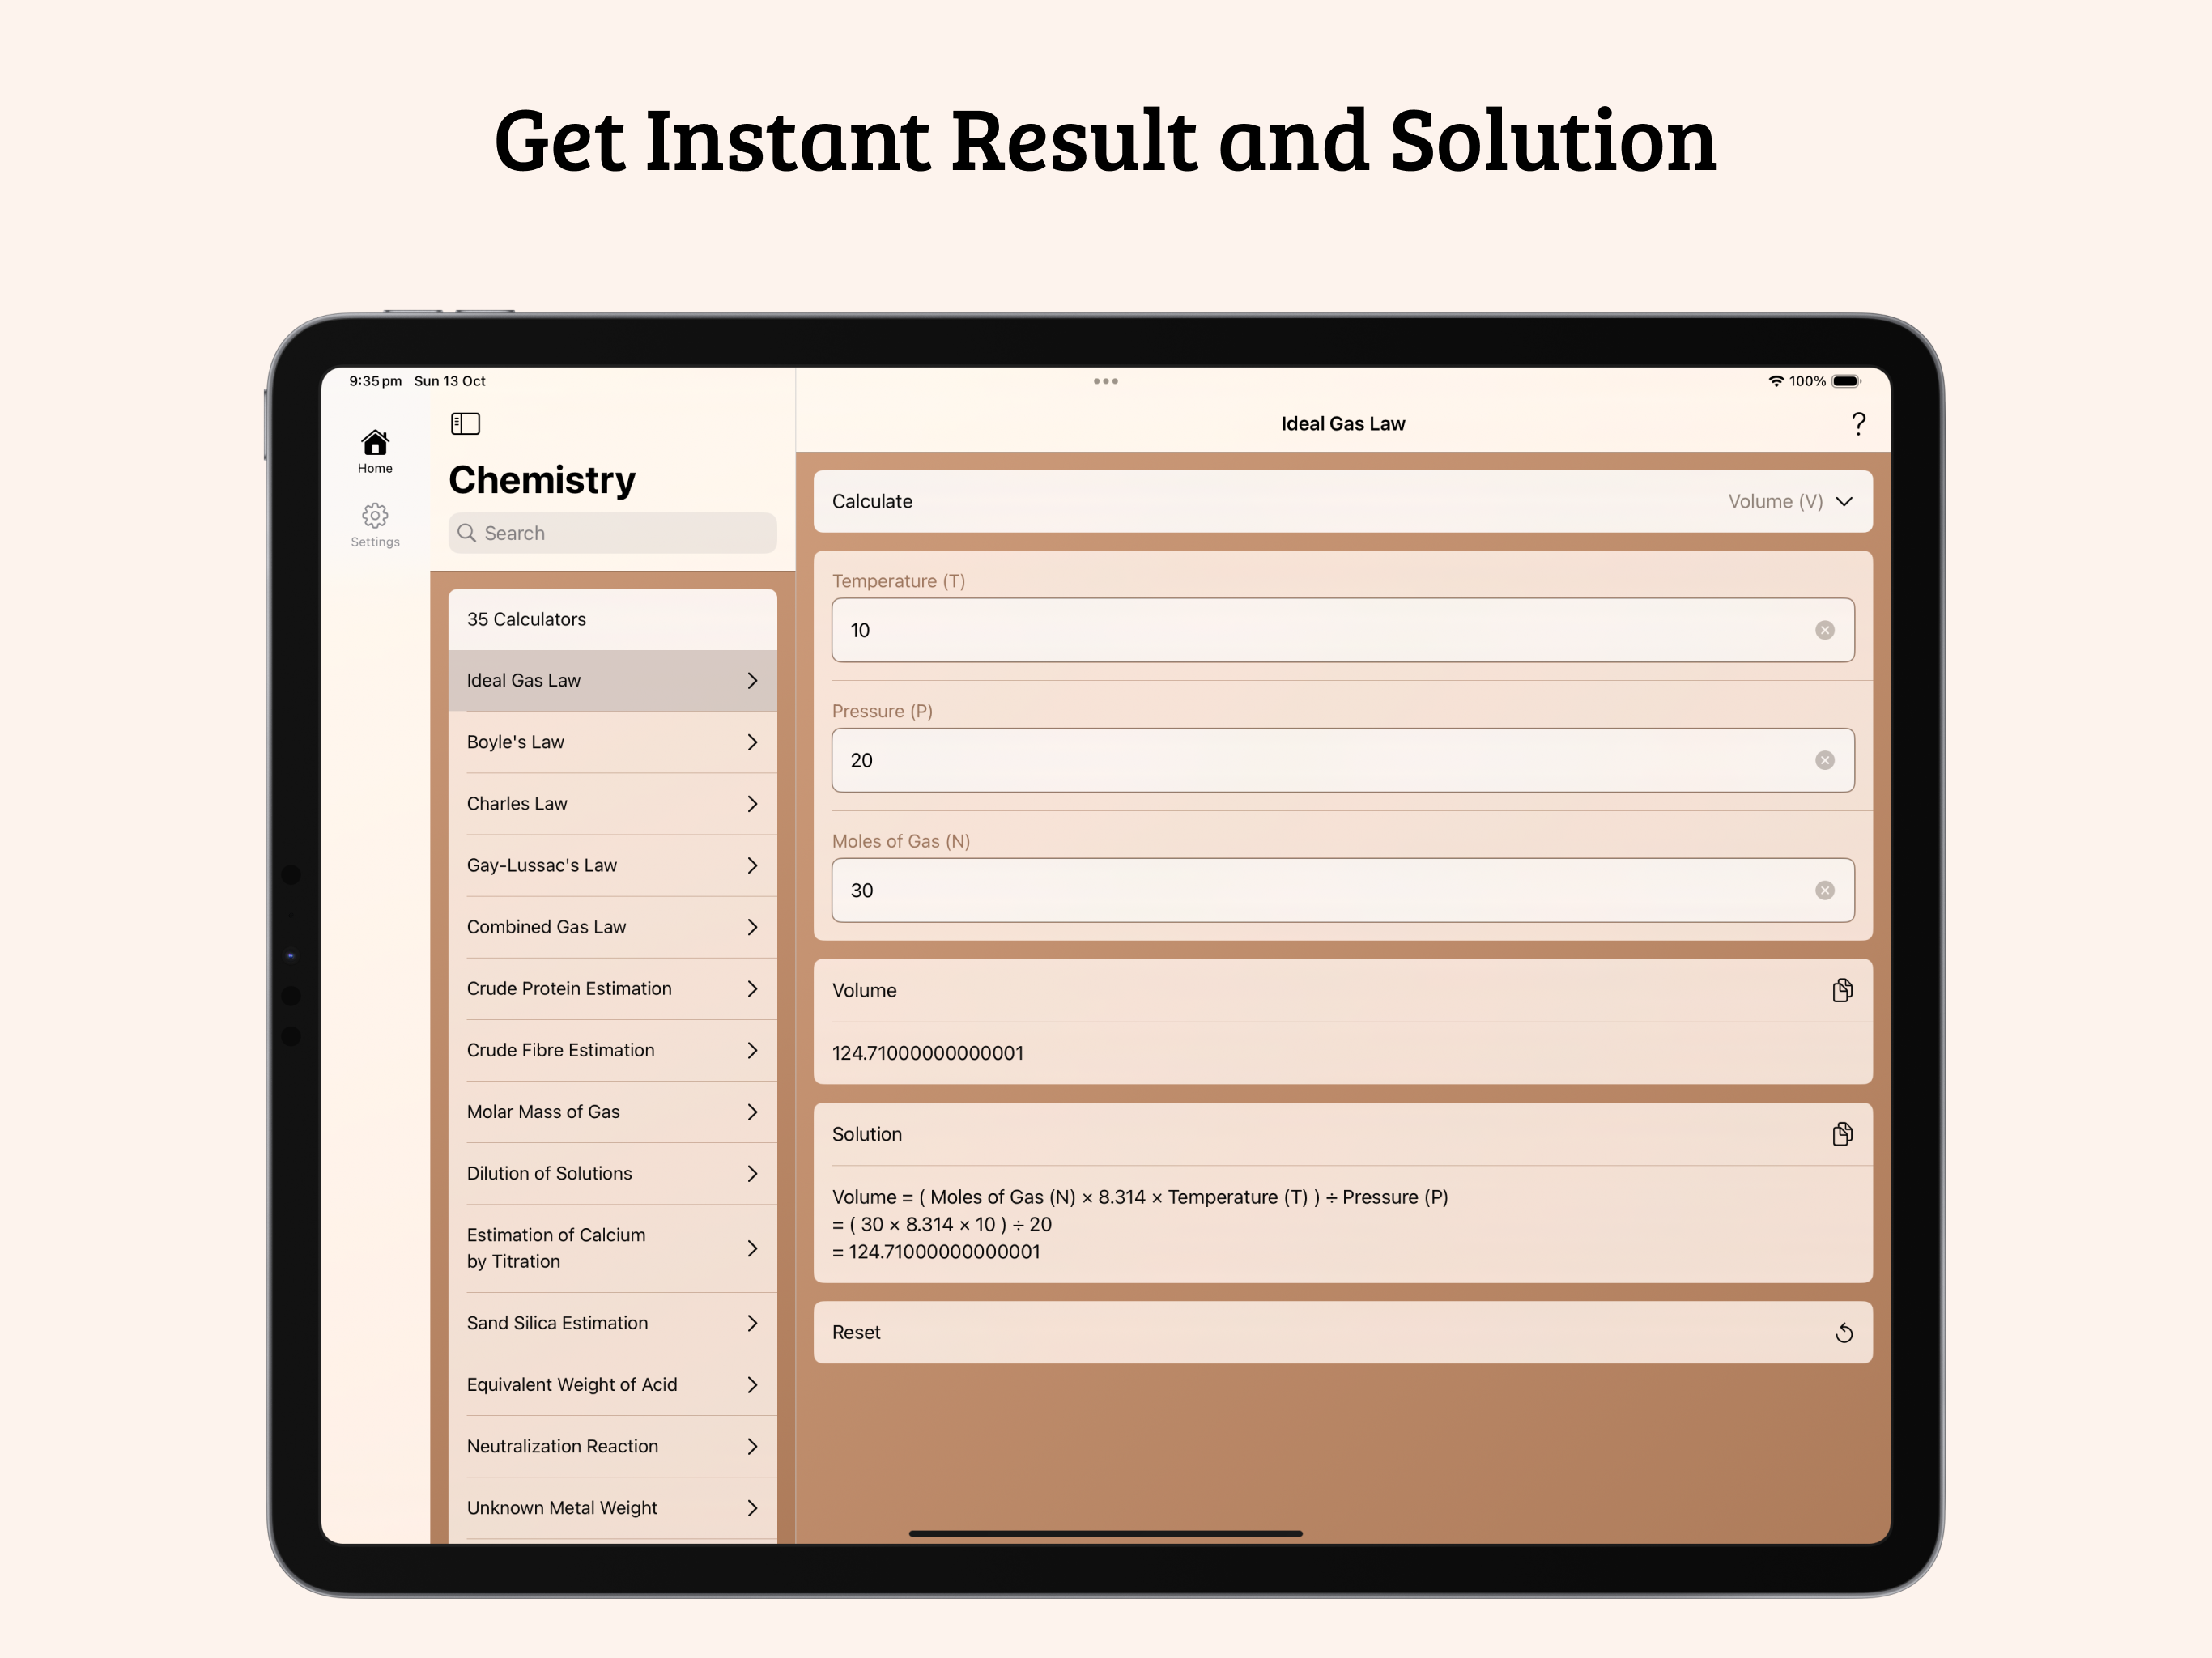 Get Instant Result and Solution
9:35 pm Sun 13 Oct
100%
Home
Settings
Chemistry
Search
35 Calculators
Ideal Gas Law
Boyle's Law
Charles Law
Gay-Lussac's Law
Combined Gas Law
Crude Protein Estimation
Crude Fibre Estimation
Molar Mass of Gas
Dilution of Solutions
Estimation of Calcium
by Titration
Sand Silica Estimation
Equivalent Weight of Acid
Neutralization Reaction
Unknown Metal Weight
Ideal Gas Law
?
Calculate Volume (V)
Temperature (T)
10
Pressure (P)
20
Moles of Gas (N)
30
Volume
124.71000000000001
Solution
Volume = ( Moles of Gas (N) × 8.314 × Temperature (T) ) ÷ Pressure (P)
= ( 30 × 8.314 × 10 ) ÷ 20
= 124.71000000000001
Reset